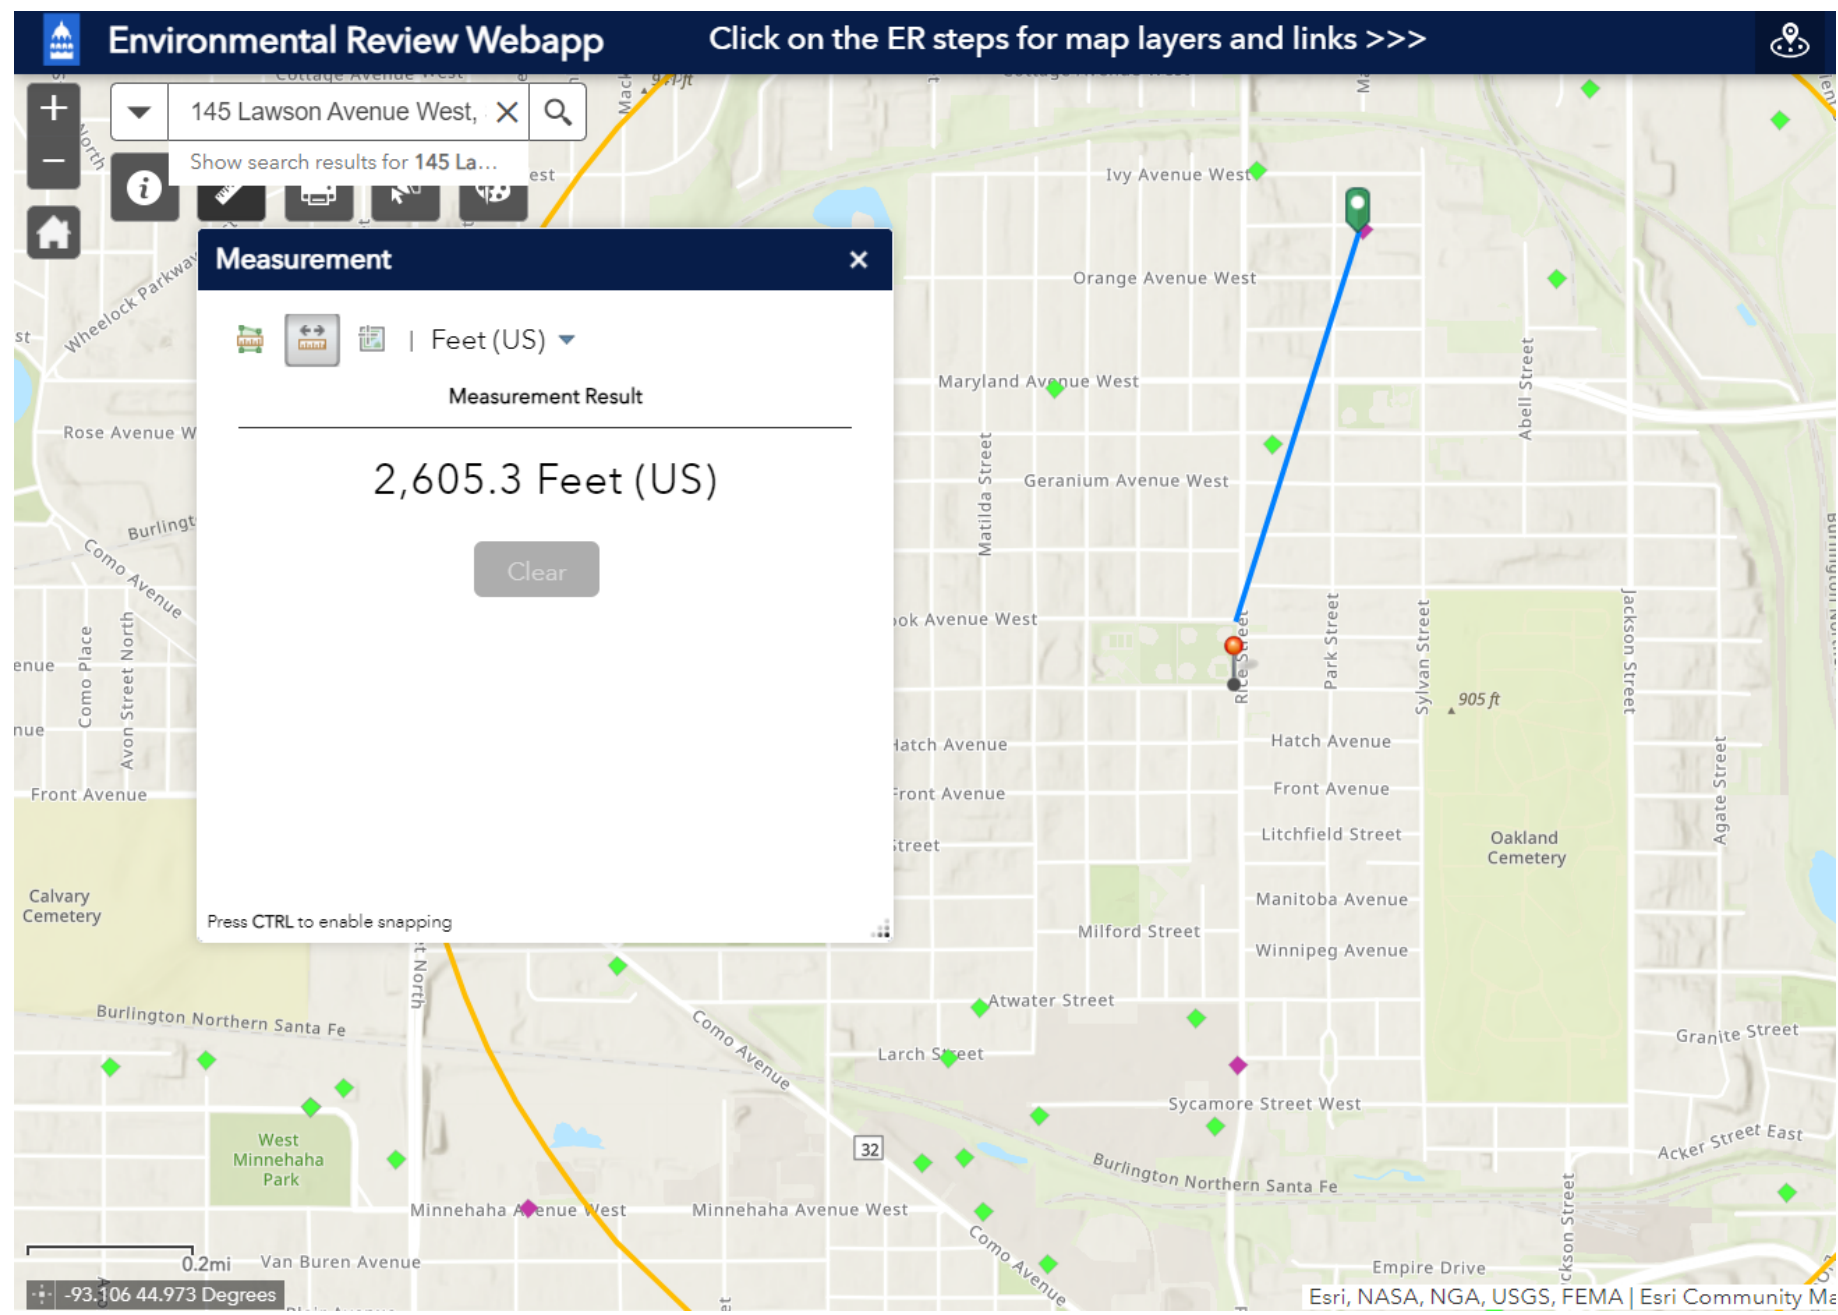 Environmental Review Webapp
Click on the ER steps for map layers and links >>>
145 Lawson Avenue West,
Show search results for 145 La...
Measurement
Feet (US)
Measurement Result
2,605.3 Feet (US)
Clear
Press CTRL to enable snapping
North
Ivy Avenue West
Orange Avenue West
Wheelock Parkway
Maryland Avenue West
Abell Street
Rose Avenue W
Matilda Street
Geranium Avenue West
Burlingt
Como Avenue
ook Avenue West
Rice Street
Park Street
Sylvan Street
Jackson Street
Como Place
Avon Street North
905 ft
Hatch Avenue
Hatch Avenue
Front Avenue
Front Avenue
Front Avenue
Litchfield Street
Street
Oakland
Cemetery
Agate Street
Calvary
Cemetery
Manitoba Avenue
Milford Street
Winnipeg Avenue
t North
Burlington Northern Santa Fe
Atwater Street
Como Avenue
Larch Street
Granite Street
Sycamore Street West
West
Minnehaha
Park
32
Burlington Northern Santa Fe
Acker Street East
Minnehaha Avenue West
Minnehaha Avenue West
Como Avenue
ckson Street
0.2mi
Van Buren Avenue
Empire Drive
-93.106 44.973 Degrees
Esri, NASA, NGA, USGS, FEMA | Esri Community Ma